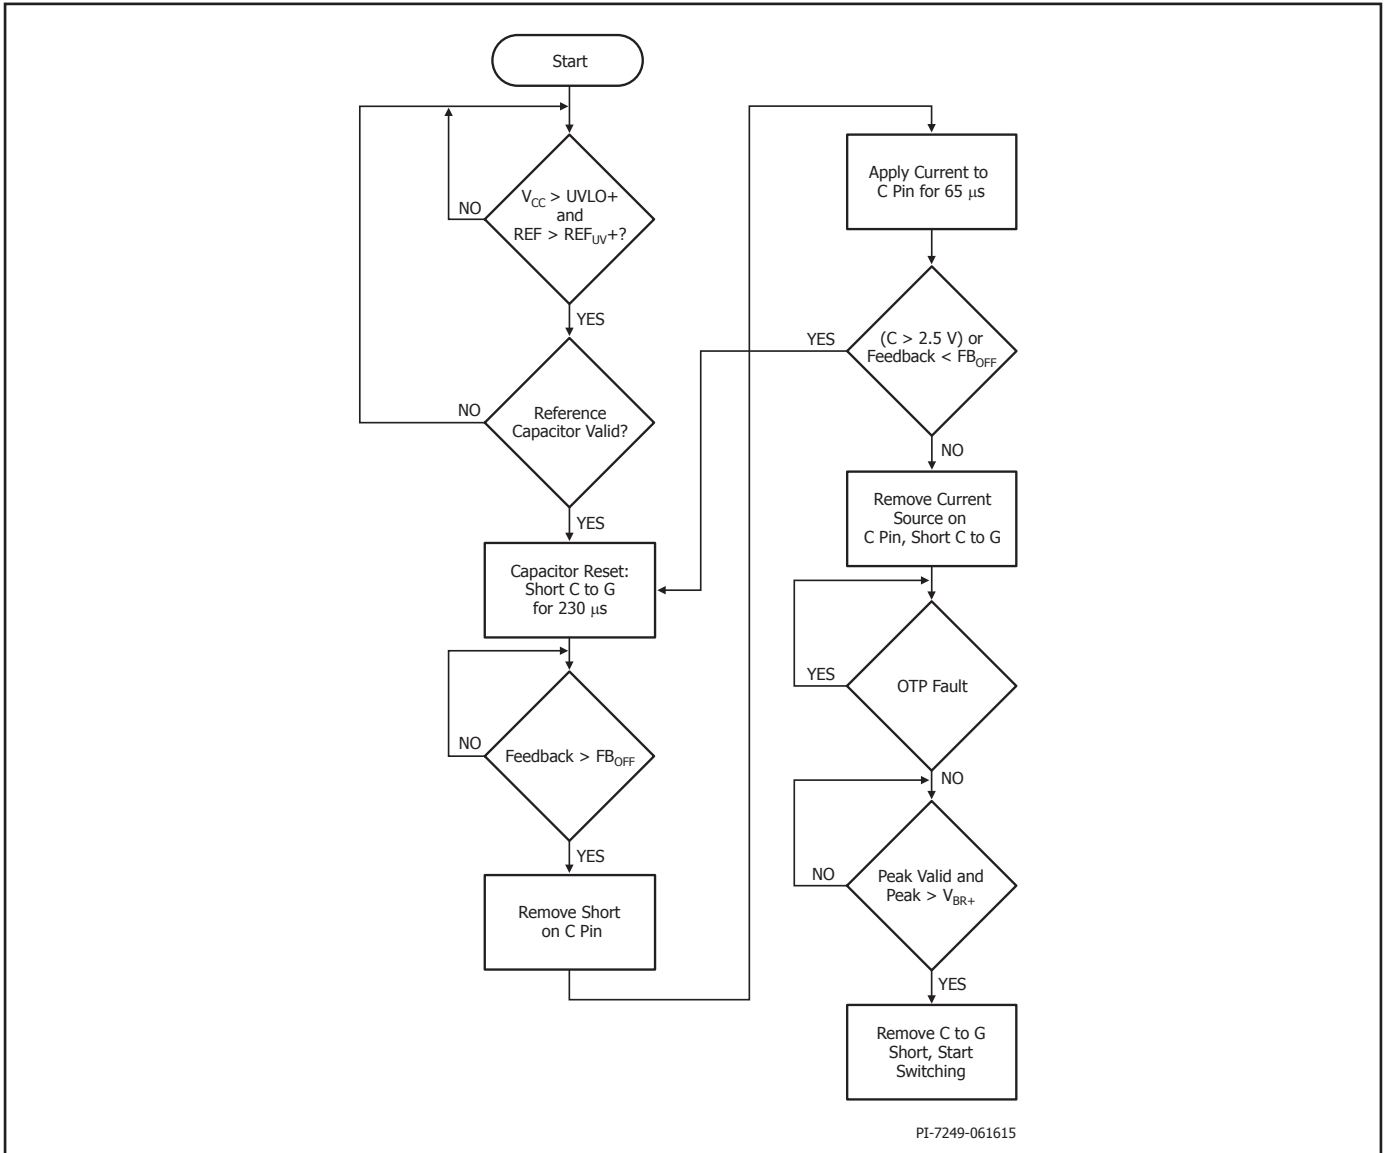 Start
V_CC > UVLO+
and
REF > REF_UV+?
NO
YES
Reference
Capacitor Valid?
NO
YES
Capacitor Reset:
Short C to G
for 230 μs
Feedback > FB_OFF
NO
YES
Remove Short
on C Pin
Apply Current to
C Pin for 65 μs
(C > 2.5 V) or
Feedback < FB_OFF
YES
NO
Remove Current
Source on
C Pin, Short C to G
OTP Fault
YES
NO
Peak Valid and
Peak > V_BR+
NO
YES
Remove C to G
Short, Start
Switching
PI-7249-061615